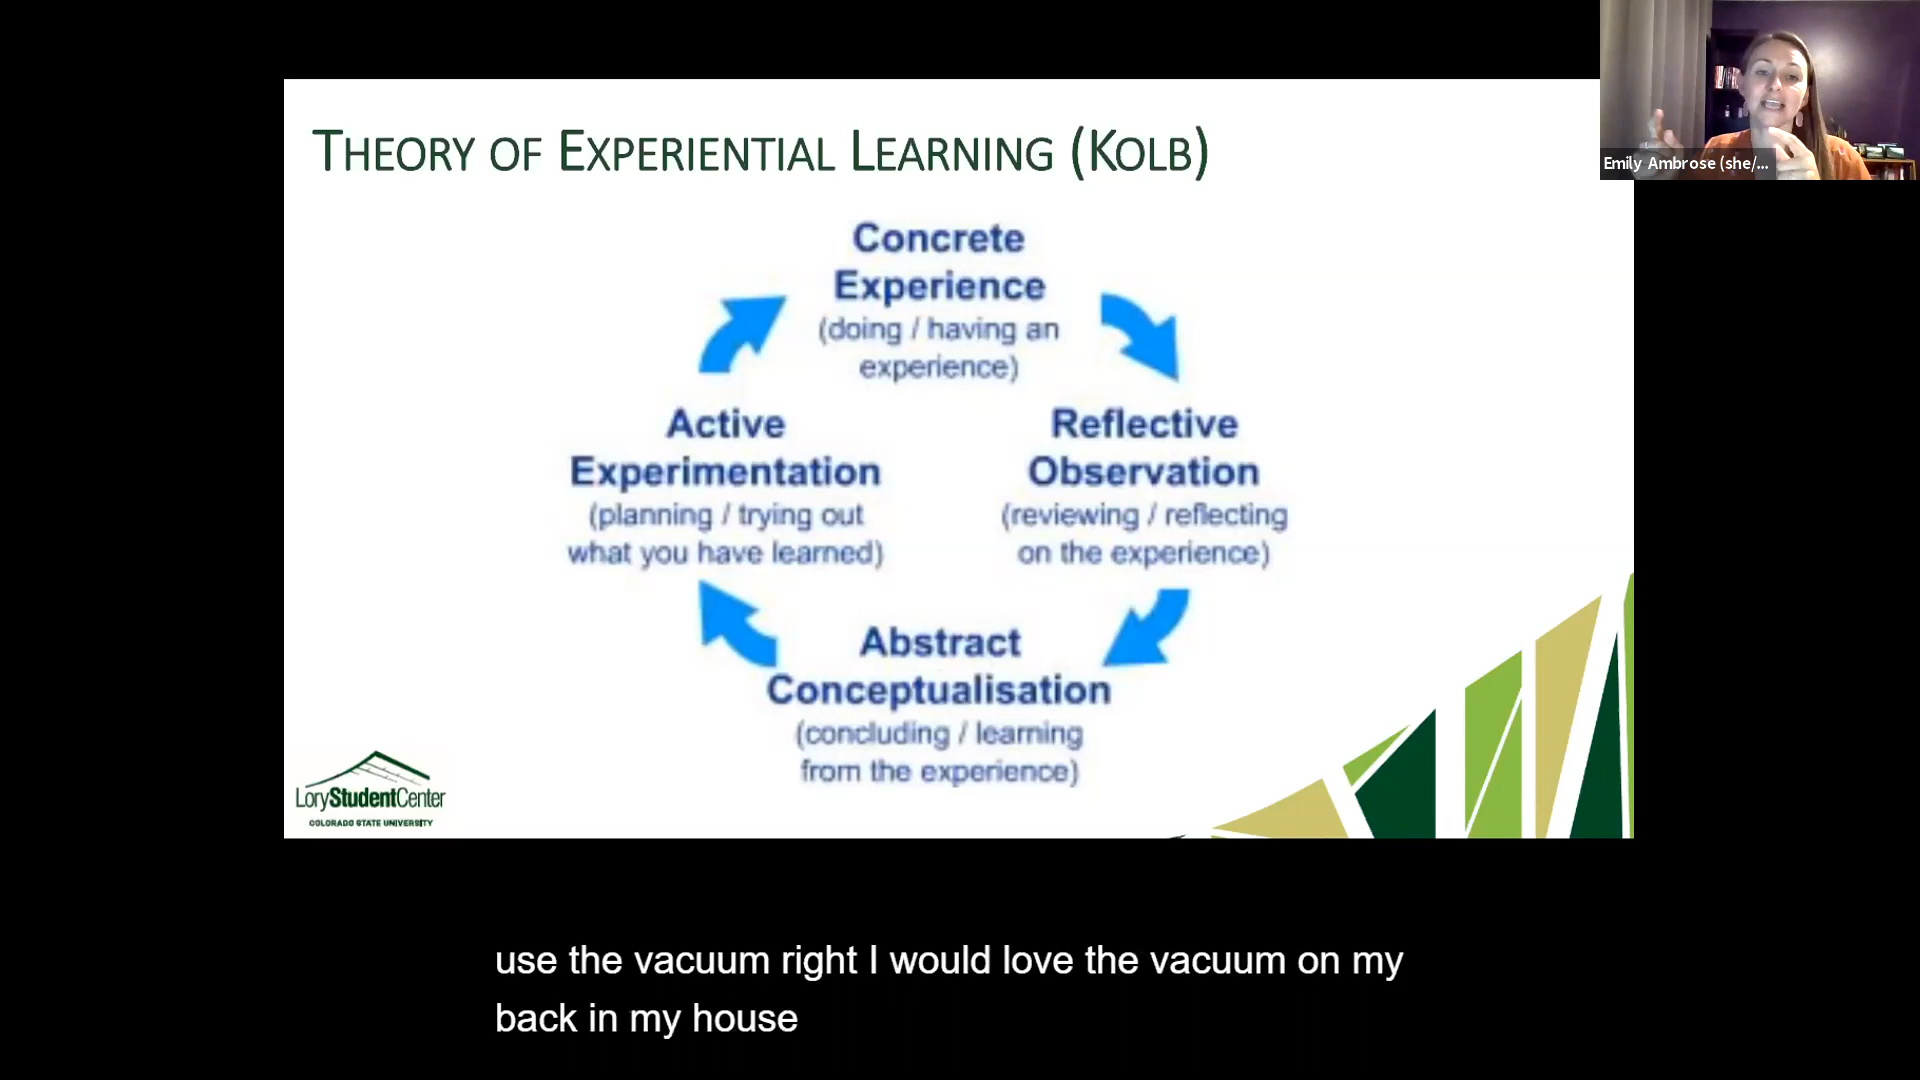 THEORY OF EXPERIENTIAL LEARNING (KOLB)
Emily Ambrose (she/...
Concrete
Experience
(doing / having an
experience)
Active
Experimentation
(planning / trying out
what you have learned)
Reflective
Observation
(reviewing / reflecting
on the experience)
Abstract
Conceptualisation
(concluding / learning
from the experience)
LoryStudentCenter
COLORADO STATE UNIVERSITY
use the vacuum right I would love the vacuum on my
back in my house